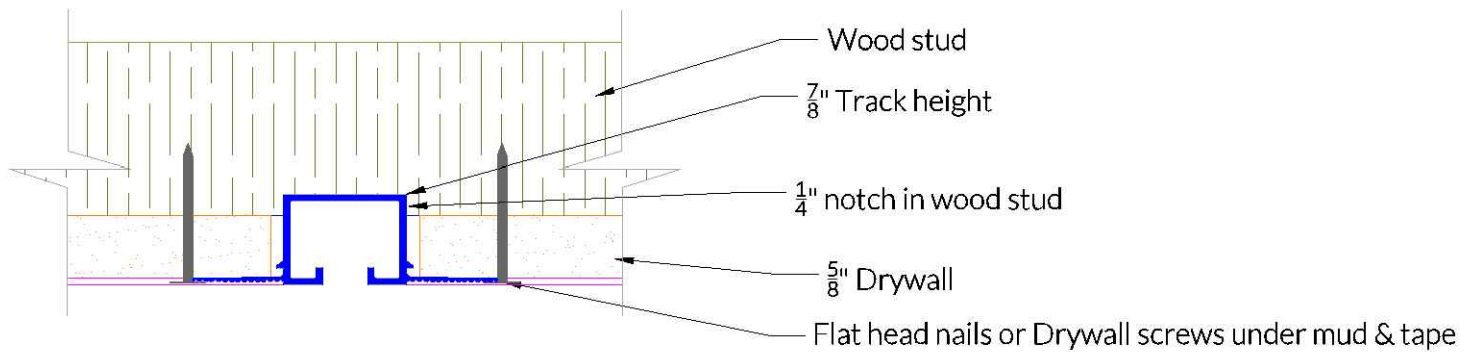 Wood stud
7/8" Track height
1/4" notch in wood stud
5/8" Drywall
Flat head nails or Drywall screws under mud & tape